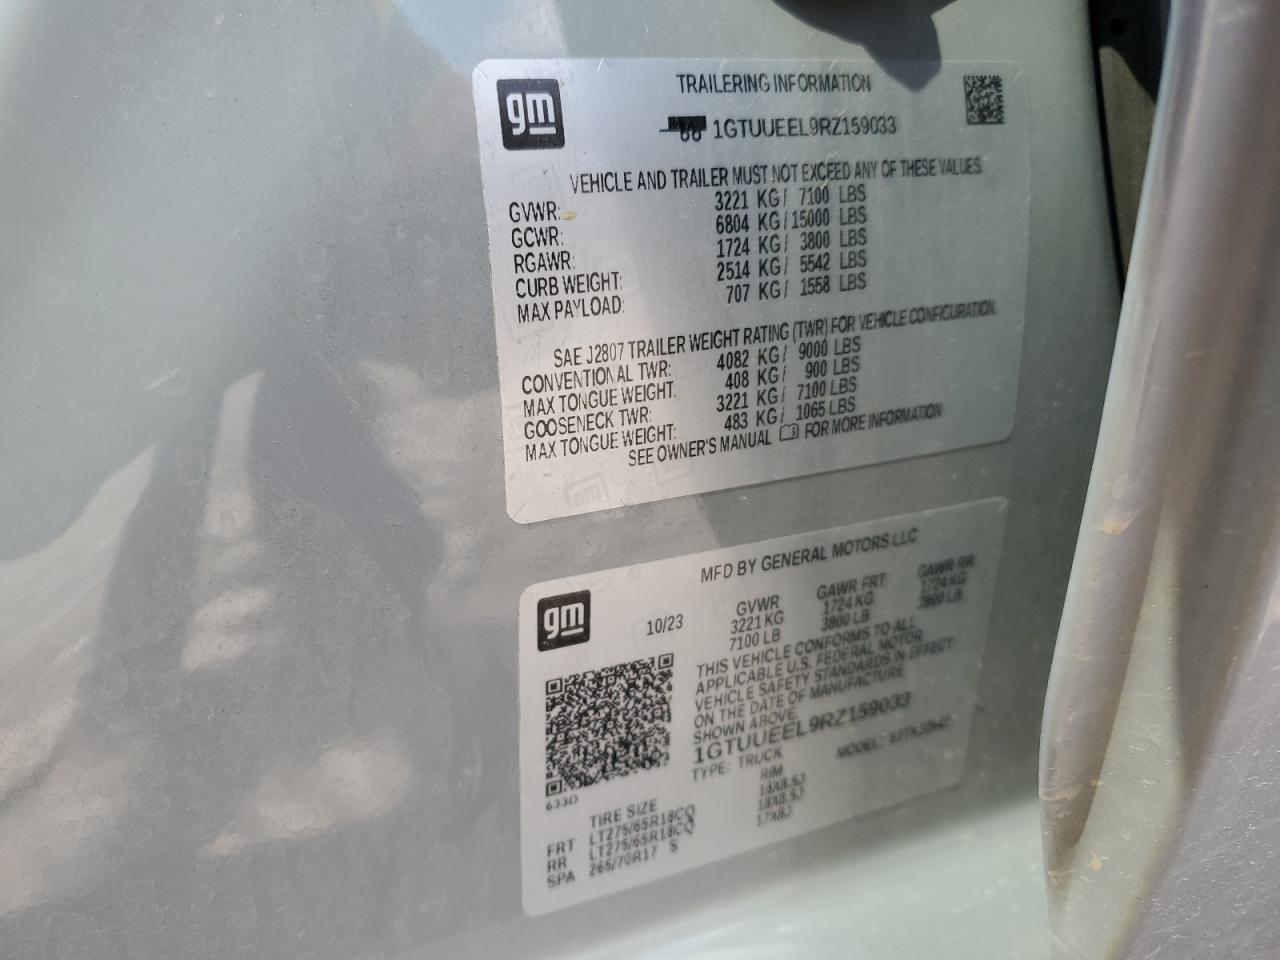 gm
TRAILERING INFORMATION
1GTUUEEL9RZ159033
VEHICLE AND TRAILER MUST NOT EXCEED ANY OF THESE VALUES.
GVWR: 3221 KG/ 7100 LBS
GCWR: 6804 KG/15000 LBS
RGAWR: 1724 KG/ 3800 LBS
CURB WEIGHT: 2514 KG/ 5542 LBS
MAX PAYLOAD: 707 KG/ 1558 LBS
SAE J2807 TRAILER WEIGHT RATING (TWR) FOR VEHICLE CONFIGURATION.
CONVENTIONAL TWR: 4082 KG/ 9000 LBS
MAX TONGUE WEIGHT. 408 KG/ 900 LBS
GOOSENECK TWR: 3221 KG/ 7100 LBS
MAX TONGUE WEIGHT: 483 KG/ 1065 LBS
SEE OWNER'S MANUAL FOR MORE INFORMATION
gm
MFD BY GENERAL MOTORS LLC
10/23
GVWR GAWR FRT GAWR RR
3221 KG 1724 KG 1724 KG
7100 LB 3800 LB 3800 LB
THIS VEHICLE CONFORMS TO ALL
APPLICABLE U.S. FEDERAL MOTOR
VEHICLE SAFETY STANDARDS IN EFFECT
ON THE DATE OF MANUFACTURE
SHOWN ABOVE.
1GTUUEEL9RZ159033
TYPE: TRUCK MODEL:
633D
TIRE SIZE RIM
FRT LT275/65R18CQ 18X8.5J
RR LT275/65R18CQ 18X8.5J
SPA 265/70R17 S 17X8J